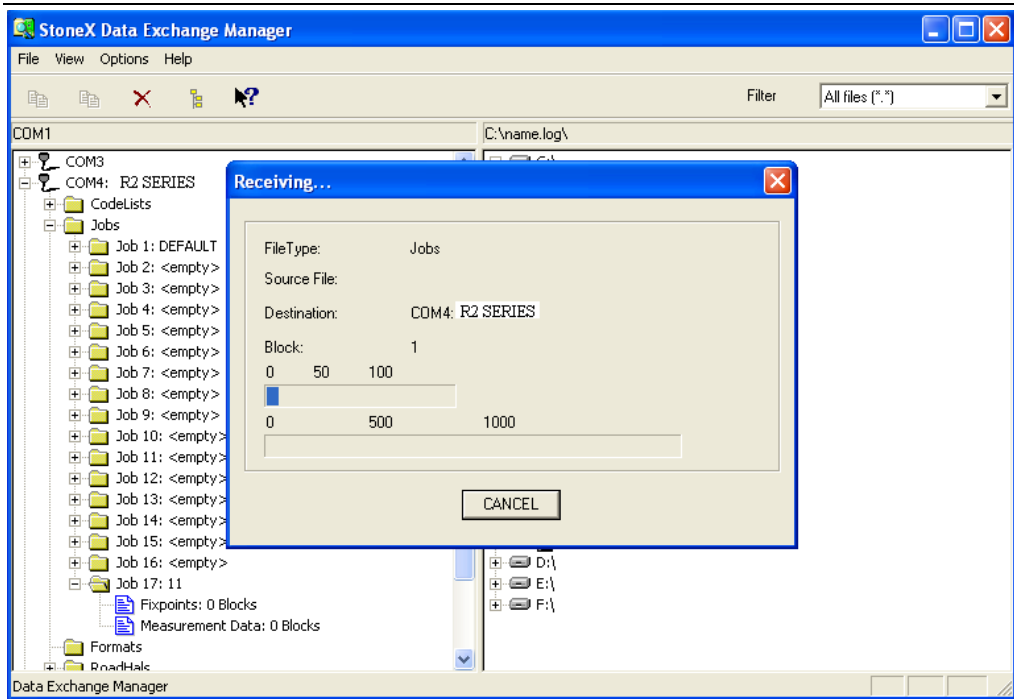 StoneX Data Exchange Manager
File View Options Help
Filter All files (*.*)
COM1
C:\name.log\
COM3
COM4: R2 SERIES
CodeLists
Jobs
Job 1: DEFAULT
Job 2: <empty>
Job 3: <empty>
Job 4: <empty>
Job 5: <empty>
Job 6: <empty>
Job 7: <empty>
Job 8: <empty>
Job 9: <empty>
Job 10: <empty>
Job 11: <empty>
Job 12: <empty>
Job 13: <empty>
Job 14: <empty>
Job 15: <empty>
Job 16: <empty>
Job 17: 11
Fixpoints: 0 Blocks
Measurement Data: 0 Blocks
Formats
RoadHals
Receiving...
FileType: Jobs
Source File:
Destination: COM4: R2 SERIES
Block: 1
0 50 100
0 500 1000
CANCEL
D:\
E:\
F:\
Data Exchange Manager